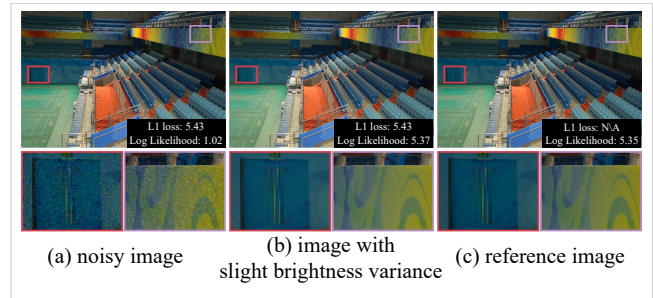 L1 loss: 5.43
Log Likelihood: 1.02
L1 loss: 5.43
Log Likelihood: 5.37
L1 loss: N\A
Log Likelihood: 5.35
(a) noisy image
(b) image with
slight brightness variance
(c) reference image